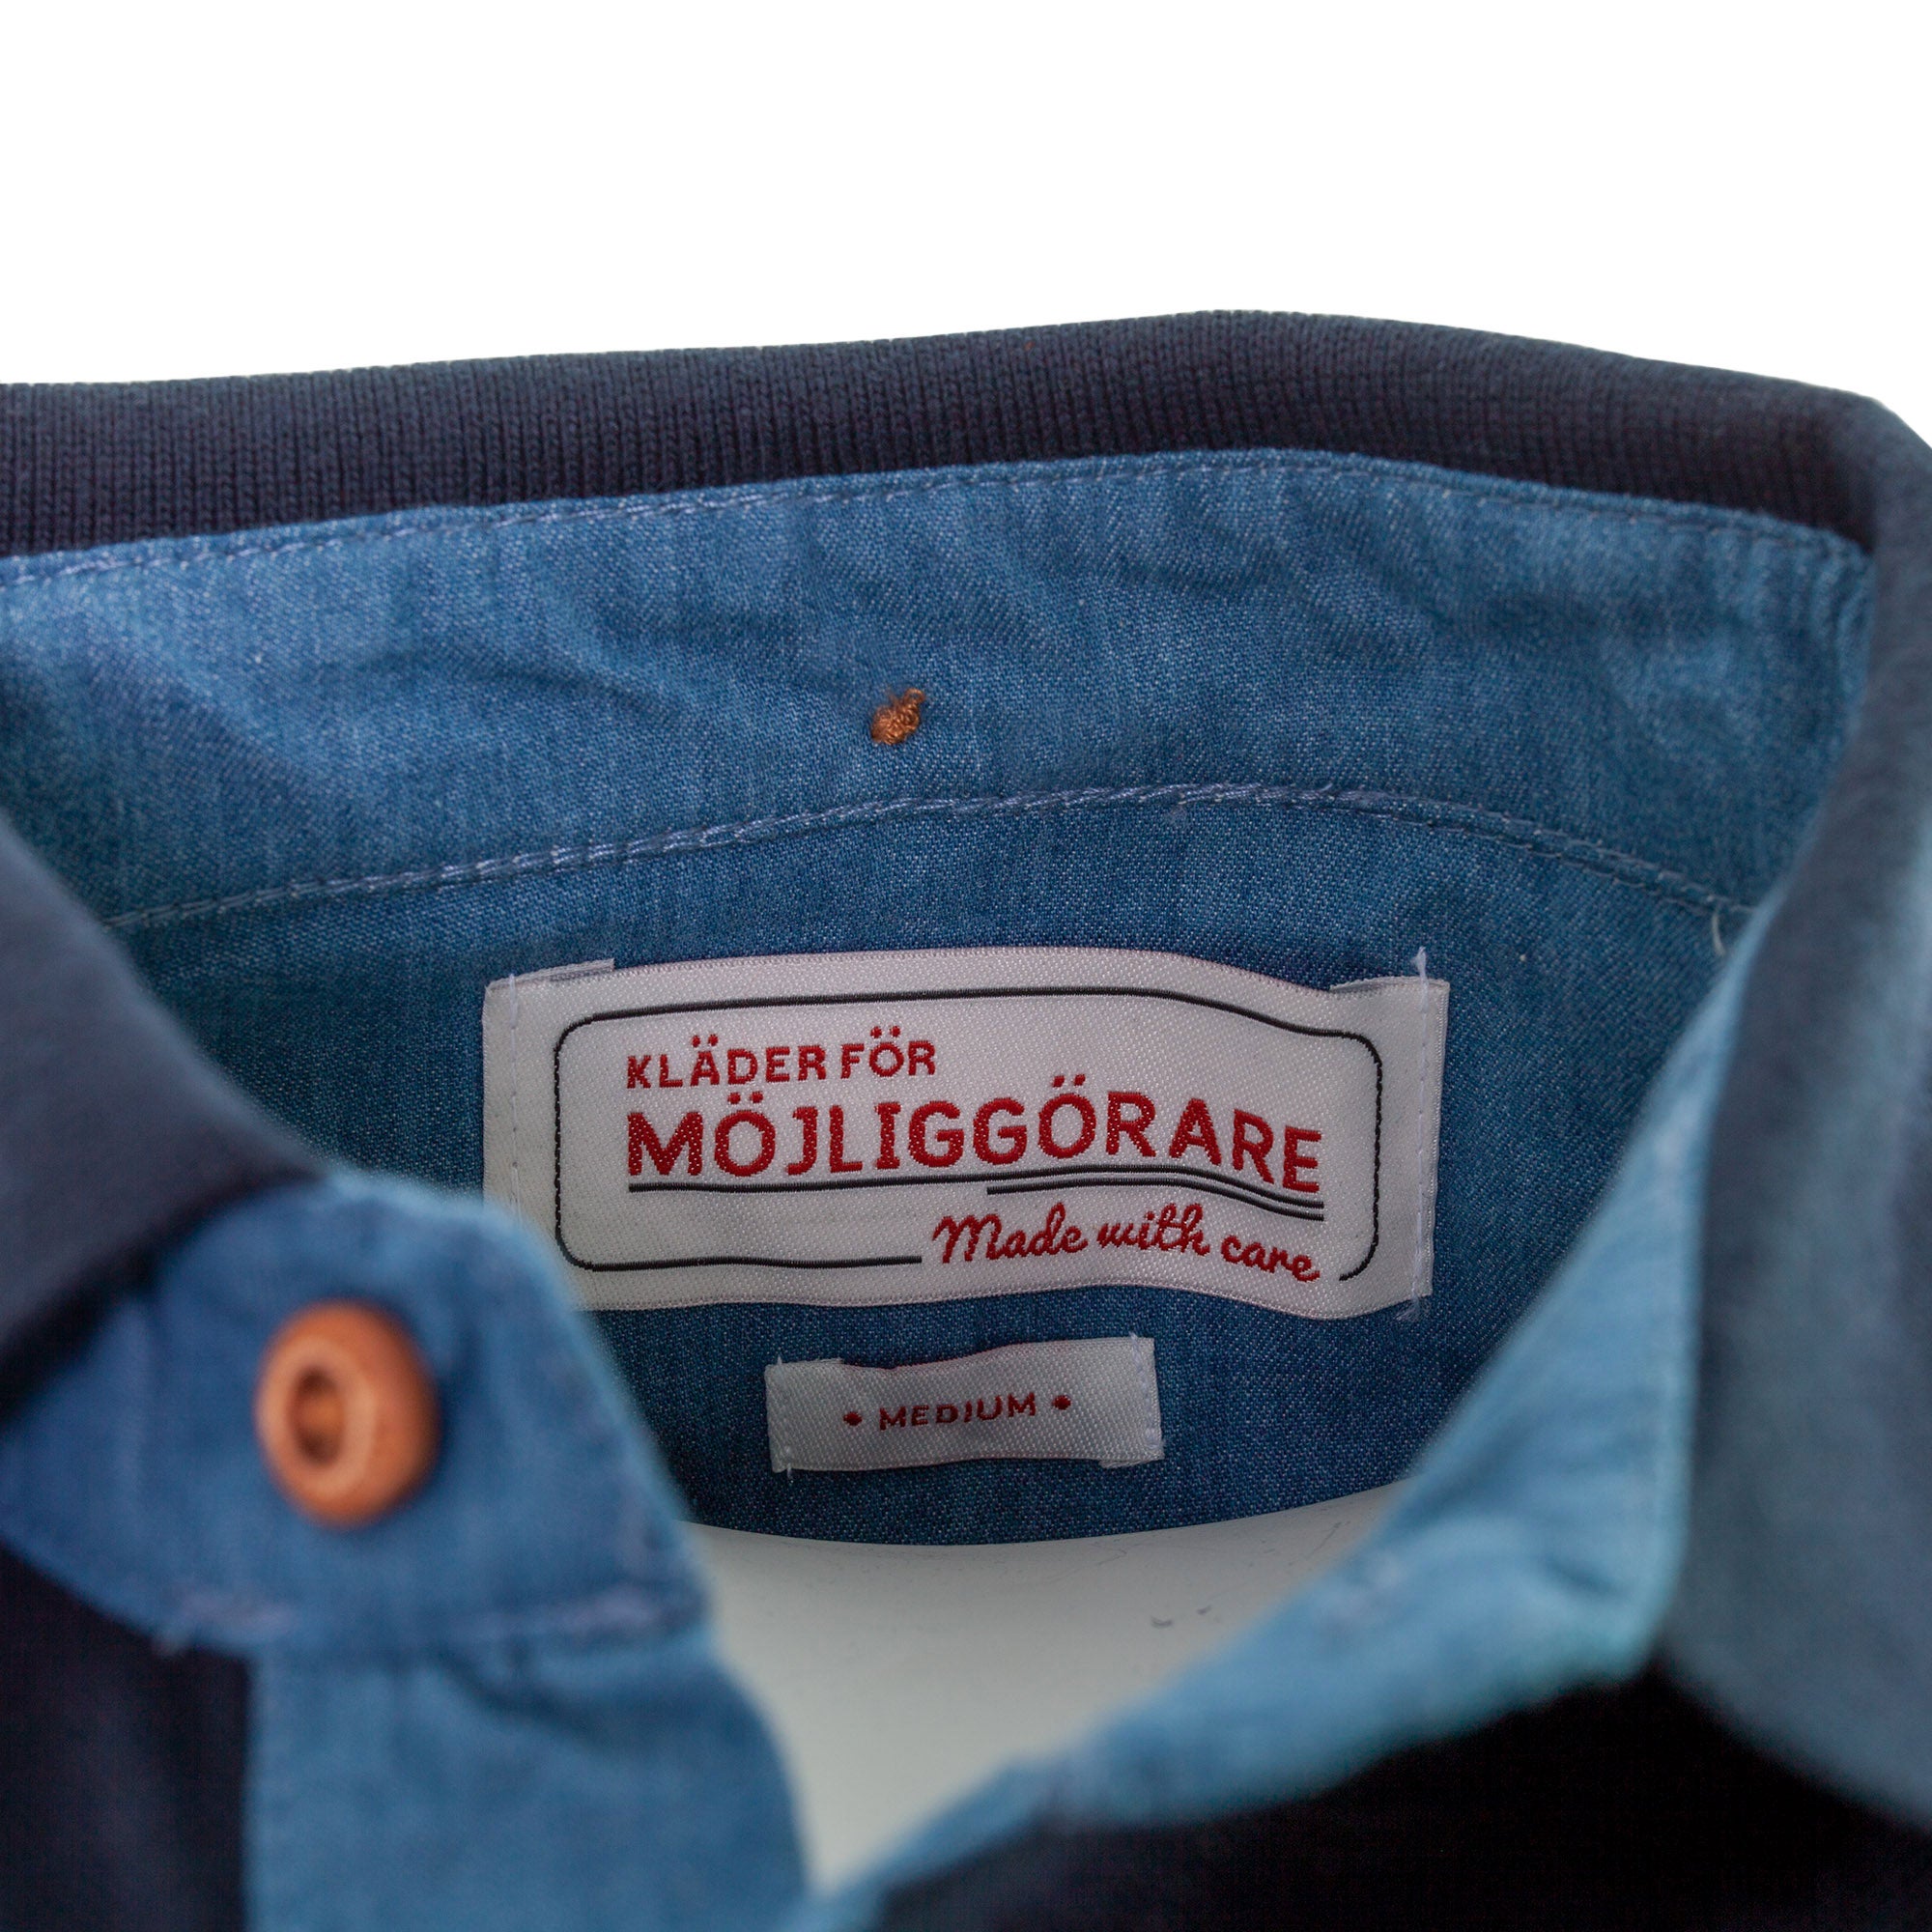 KLÄDER FÖR
MÖJLIGGÖRARE
Made with care
• MEDIUM •